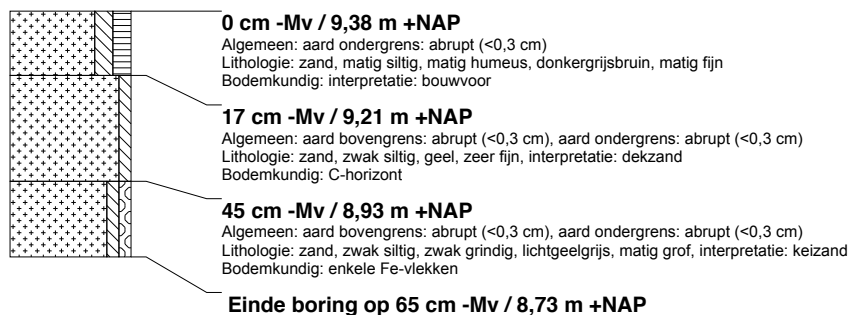 0 cm -Mv / 9,38 m +NAP
Algemeen: aard ondergrens: abrupt (<0,3 cm)
Lithologie: zand, matig siltig, matig humeus, donkergrijsbruin, matig fijn
Bodemkundig: interpretatie: bouwvoor
17 cm -Mv / 9,21 m +NAP
Algemeen: aard bovengrens: abrupt (<0,3 cm), aard ondergrens: abrupt (<0,3 cm)
Lithologie: zand, zwak siltig, geel, zeer fijn, interpretatie: dekzand
Bodemkundig: C-horizont
45 cm -Mv / 8,93 m +NAP
Algemeen: aard bovengrens: abrupt (<0,3 cm), aard ondergrens: abrupt (<0,3 cm)
Lithologie: zand, zwak siltig, zwak grindig, lichtgeelgrijs, matig grof, interpretatie: keizand
Bodemkundig: enkele Fe-vlekken
Einde boring op 65 cm -Mv / 8,73 m +NAP